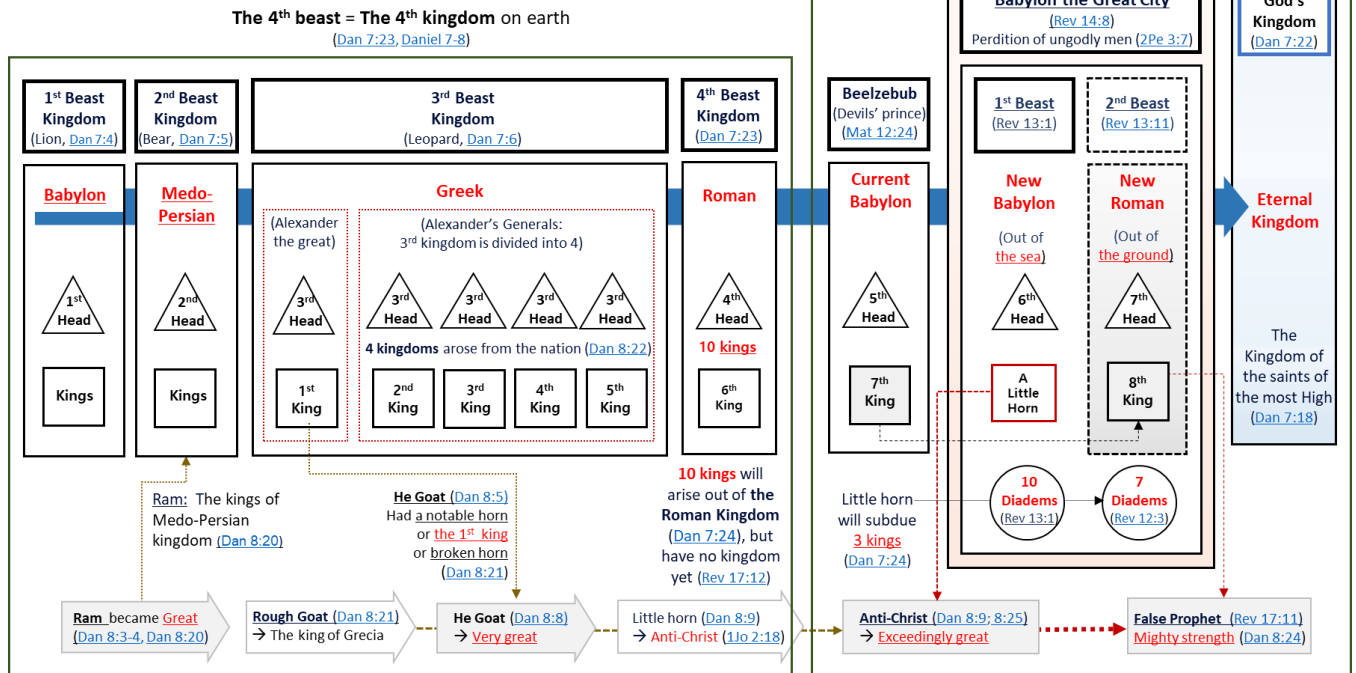 The 4th beast = The 4th kingdom on earth
(Dan 7:23, Daniel 7-8)
Babylon the Great City
(Rev 14:8)
Perdition of ungodly men (2Pe 3:7)
God's
Kingdom
(Dan 7:22)
1st Beast
Kingdom
(Lion, Dan 7:4)
2nd Beast
Kingdom
(Bear, Dan 7:5)
3rd Beast
Kingdom
(Leopard, Dan 7:6)
4th Beast
Kingdom
(Dan 7:23)
Beelzebub
(Devils' prince)
(Mat 12:24)
1st Beast
(Rev 13:1)
2nd Beast
(Rev 13:11)
Babylon
Medo-
Persian
Greek
Roman
Current
Babylon
New
Babylon
New
Roman
Eternal
Kingdom
(Alexander
the great)
(Alexander's Generals:
3rd kingdom is divided into 4)
(Out of
the sea)
(Out of
the ground)
1st
Head
2nd
Head
3rd
Head
3rd
Head
3rd
Head
3rd
Head
3rd
Head
4th
Head
5th
Head
6th
Head
7th
Head
4 kingdoms arose from the nation (Dan 8:22)
10 kings
Kings
Kings
1st
King
2nd
King
3rd
King
4th
King
5th
King
6th
King
7th
King
A
Little
Horn
8th
King
The
Kingdom of
the saints of
the most High
(Dan 7:18)
Ram: The kings of
Medo-Persian
kingdom (Dan 8:20)
He Goat (Dan 8:5)
Had a notable horn
or the 1st king
or broken horn
(Dan 8:21)
10 kings will
arise out of the
Roman Kingdom
(Dan 7:24), but
have no kingdom
yet (Rev 17:12)
Little horn
will subdue
3 kings
(Dan 7:24)
10
Diadems
(Rev 13:1)
7
Diadems
(Rev 12:3)
Ram became Great
(Dan 8:3-4, Dan 8:20)
Rough Goat (Dan 8:21)
→ The king of Grecia
He Goat (Dan 8:8)
→ Very great
Little horn (Dan 8:9)
→ Anti-Christ (1Jo 2:18)
Anti-Christ (Dan 8:9; 8:25)
→ Exceedingly great
False Prophet (Rev 17:11)
Mighty strength (Dan 8:24)